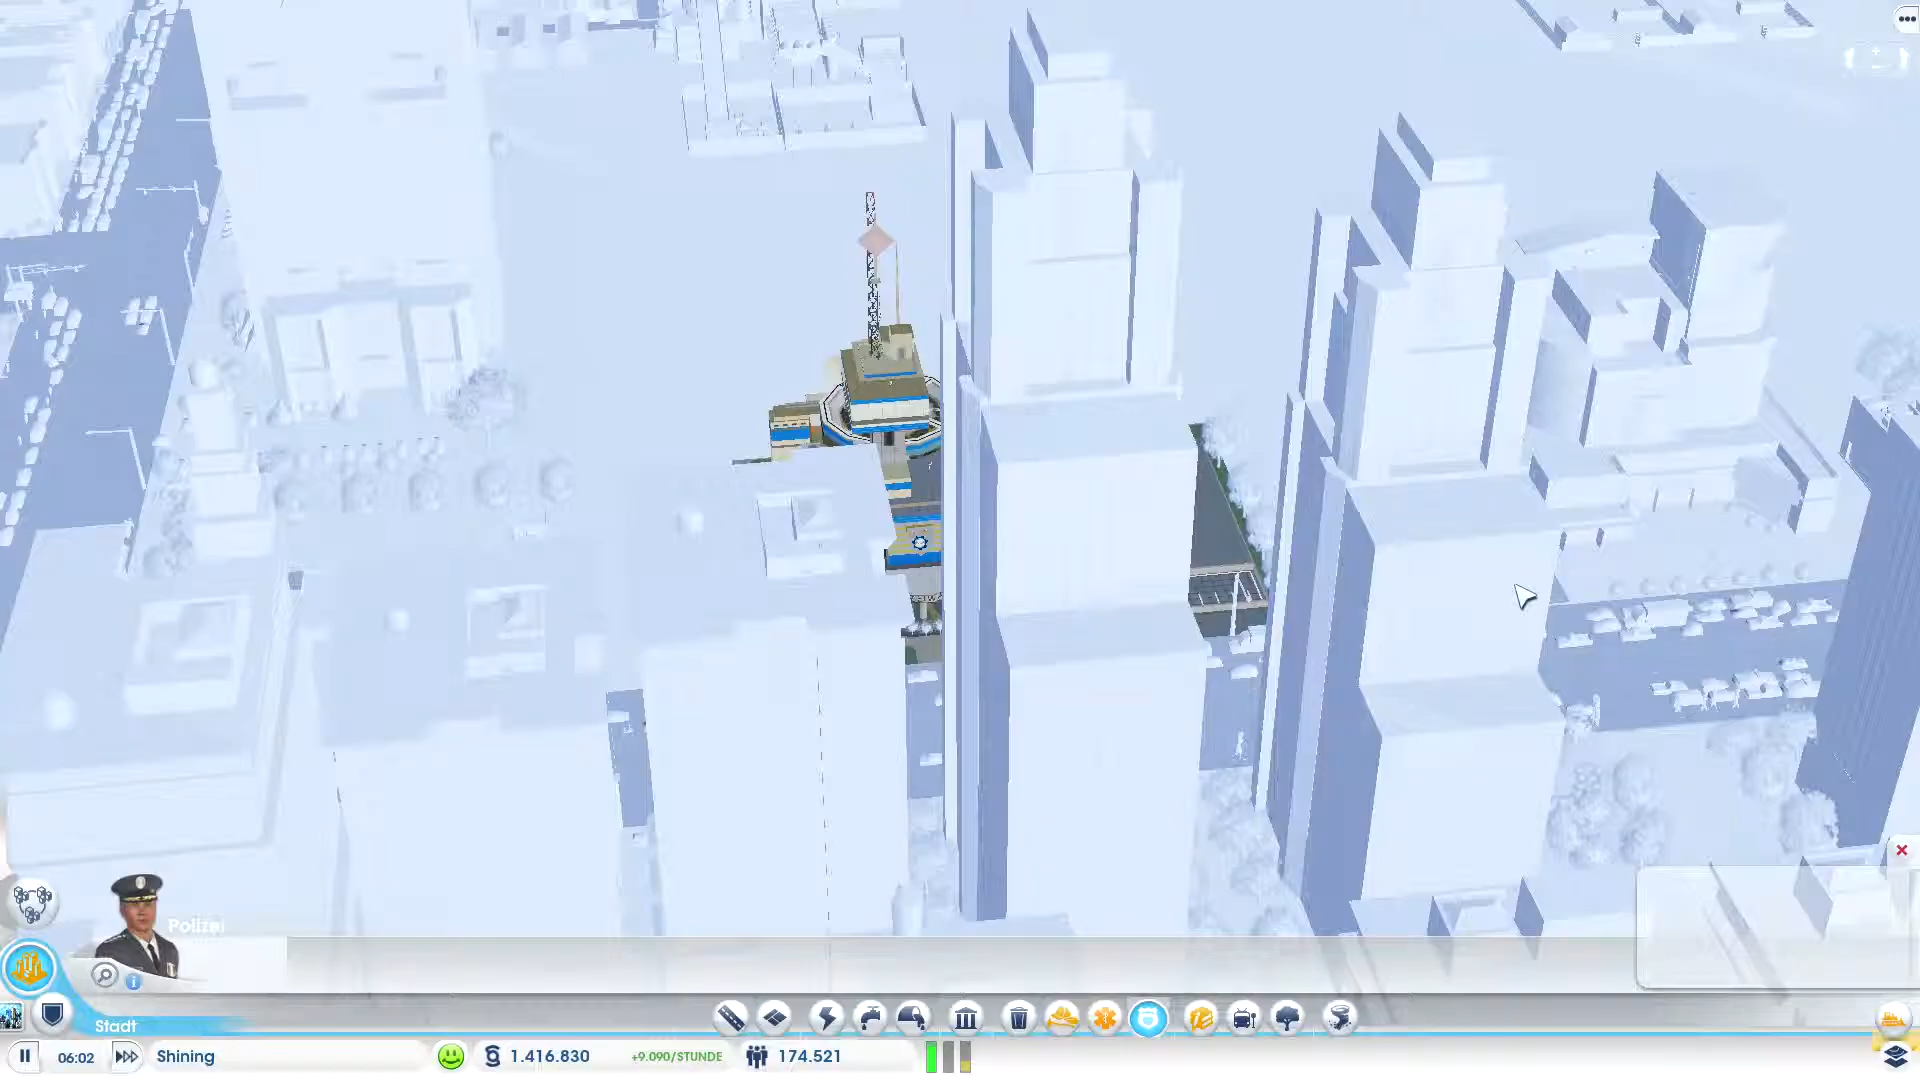 Polizei
Stadt
06:02
Shining
1.416.830
+9.090/STUNDE
174.521